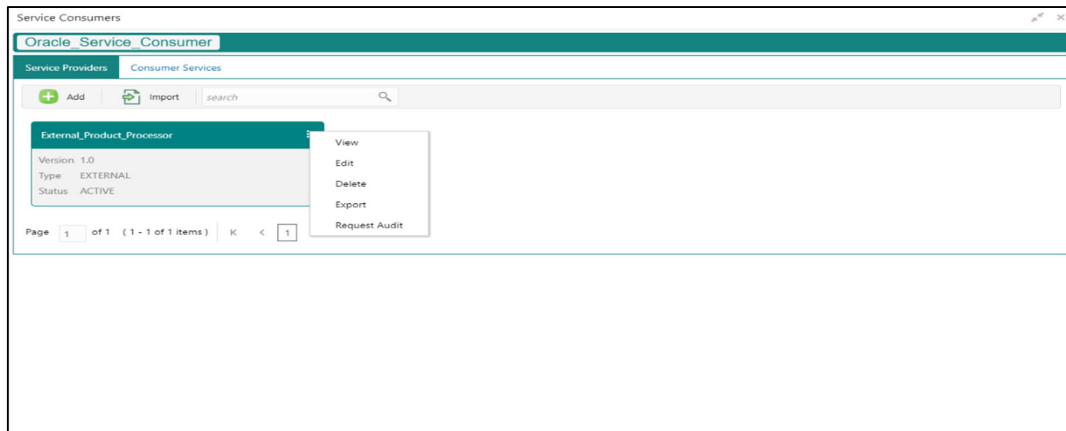 Service Consumers
Oracle_Service_Consumer
Service Providers Consumer Services
Add Import search
External_Product_Processor
Version 1.0
Type EXTERNAL
Status ACTIVE
View
Edit
Delete
Export
Request Audit
Page 1 of 1 (1 - 1 of 1 items) K < 1